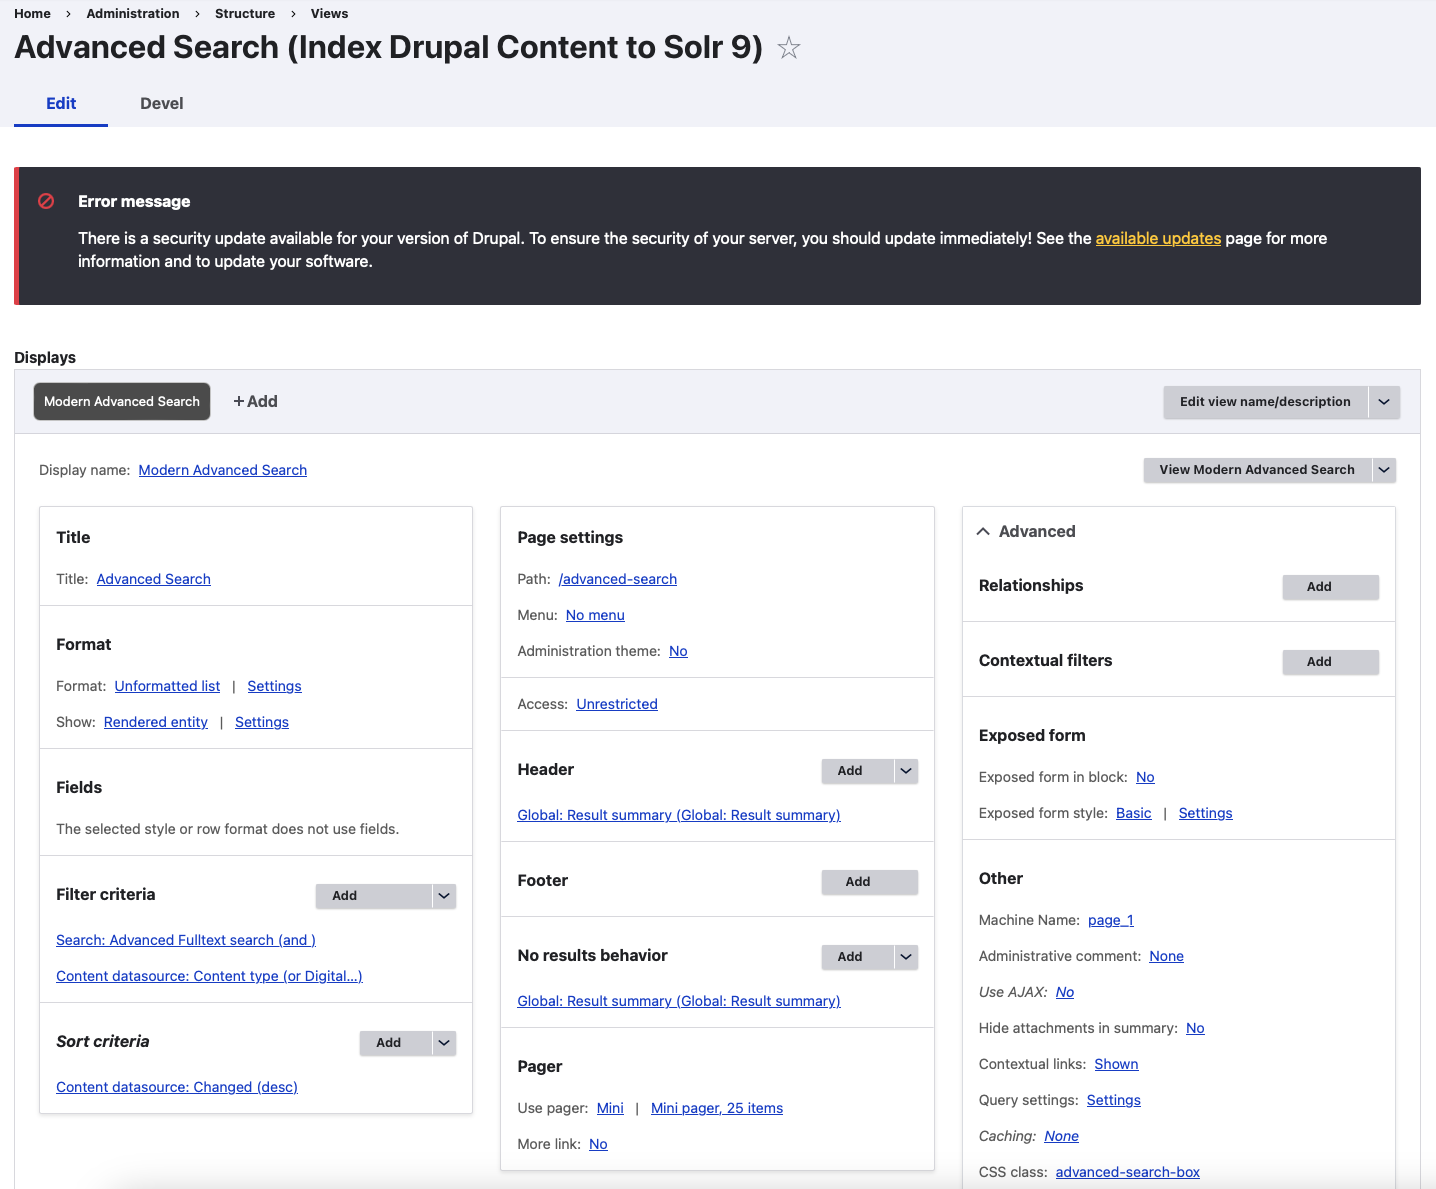 Home › Administration › Structure › Views
Advanced Search (Index Drupal Content to Solr 9)
Edit Devel
Error message
There is a security update available for your version of Drupal. To ensure the security of your server, you should update immediately! See the available updates page for more
information and to update your software.
Displays
Modern Advanced Search +Add Edit view name/description
Display name: Modern Advanced Search View Modern Advanced Search
Title
Title: Advanced Search
Format
Format: Unformatted list | Settings
Show: Rendered entity | Settings
Fields
The selected style or row format does not use fields.
Filter criteria Add
Search: Advanced Fulltext search (and )
Content datasource: Content type (or Digital...)
Sort criteria Add
Content datasource: Changed (desc)
Page settings
Path: /advanced-search
Menu: No menu
Administration theme: No
Access: Unrestricted
Header Add
Global: Result summary (Global: Result summary)
Footer Add
No results behavior Add
Global: Result summary (Global: Result summary)
Pager
Use pager: Mini | Mini pager, 25 items
More link: No
Advanced
Relationships Add
Contextual filters Add
Exposed form
Exposed form in block: No
Exposed form style: Basic | Settings
Other
Machine Name: page_1
Administrative comment: None
Use AJAX: No
Hide attachments in summary: No
Contextual links: Shown
Query settings: Settings
Caching: None
CSS class: advanced-search-box